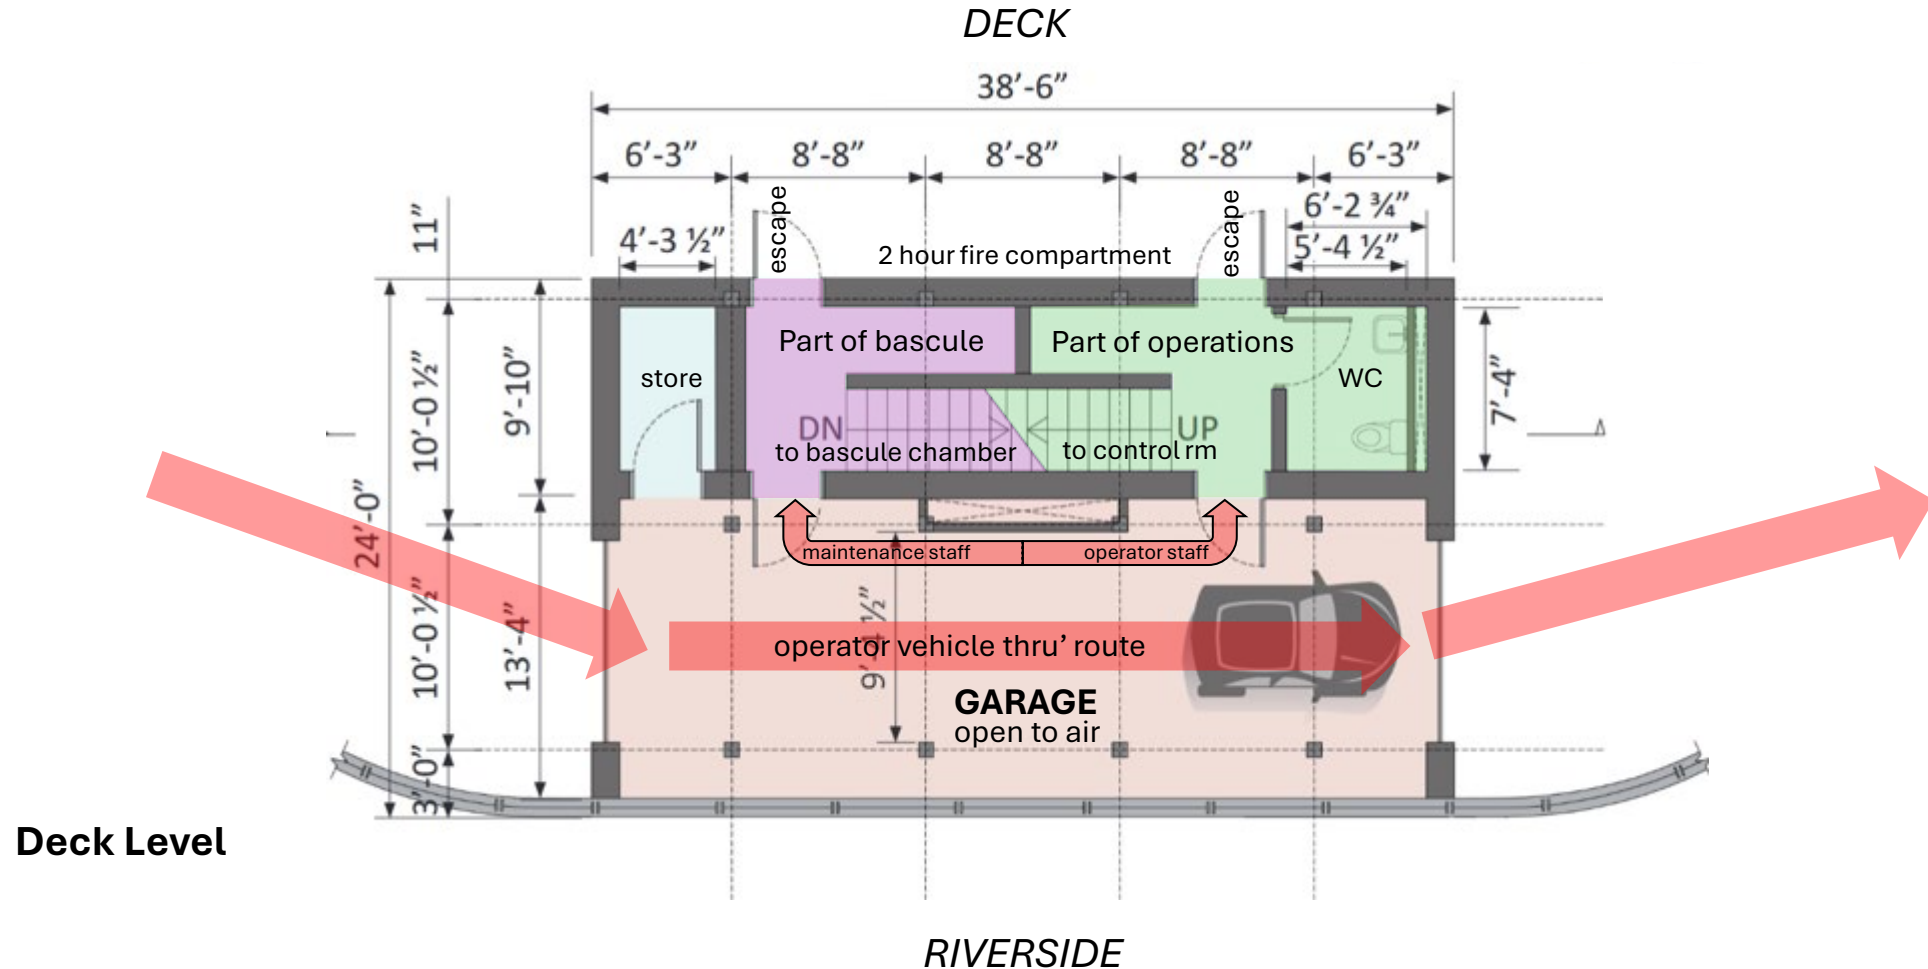 DECK
38’-6”
6’-3”
8’-8”
8’-8”
8’-8”
6’-3”
6’-2 ¾”
5’-4 ½”
4’-3 ½”
11”
escape
2 hour fire compartment
escape
Part of bascule
Part of operations
store
WC
DN
UP
to bascule chamber
to control rm
10’-0 ½”
9’-10”
7’-4”
24’-0”
maintenance staff
operator staff
10’-0 ½”
13’-4”
9’-4 ½”
operator vehicle thru’ route
GARAGE
open to air
3’-0”
Deck Level
RIVERSIDE